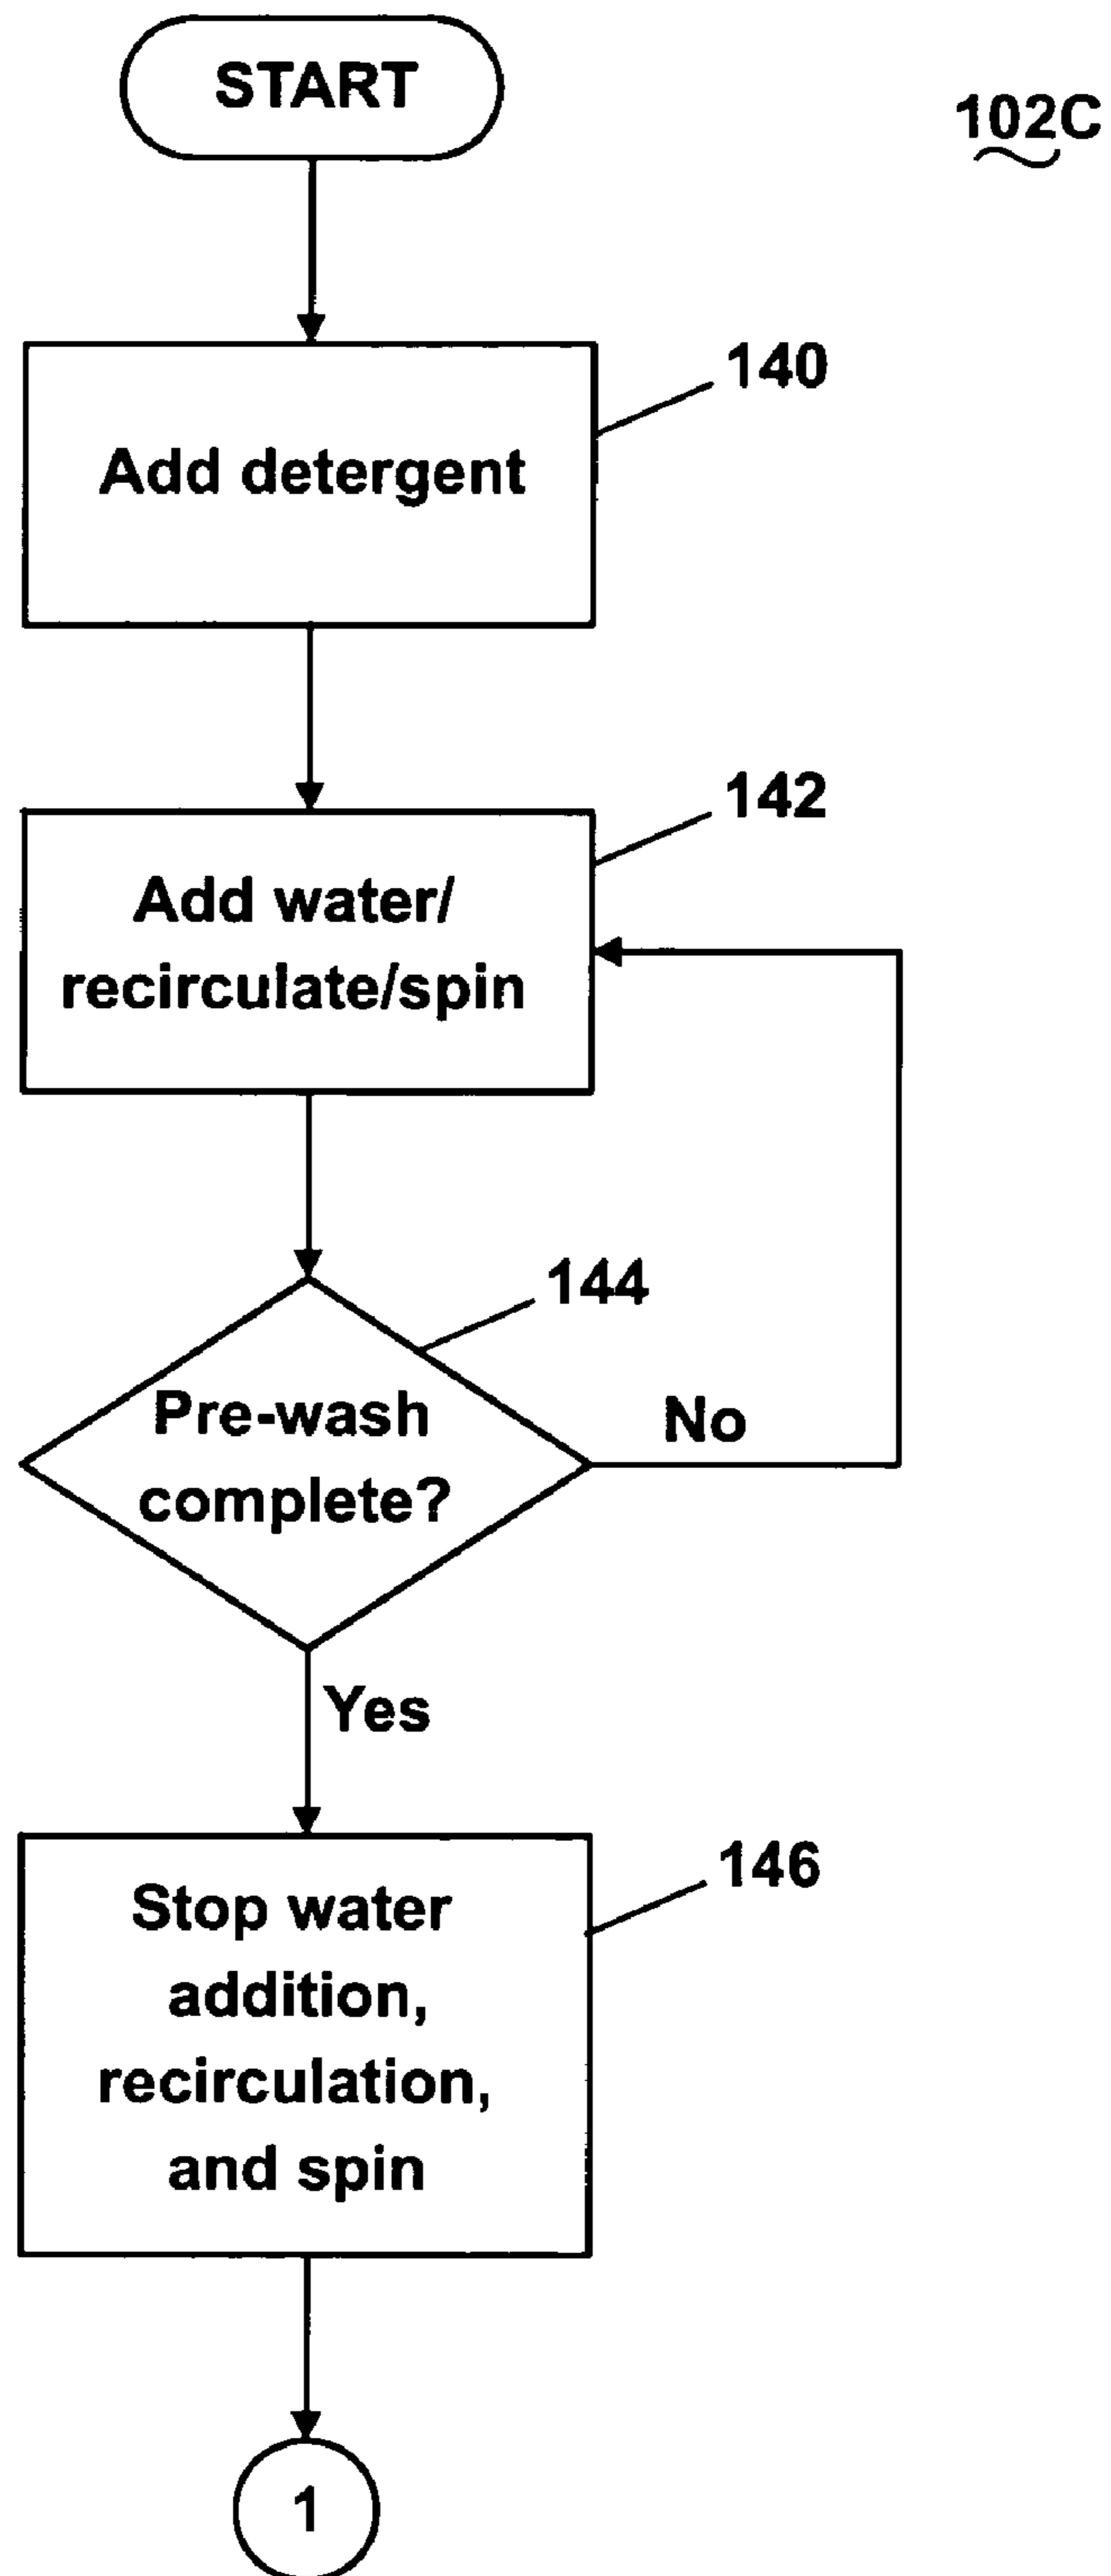 START
102C
140
Add detergent
142
Add water/
recirculate/spin
144
Pre-wash
complete?
No
Yes
146
Stop water
addition,
recirculation,
and spin
1